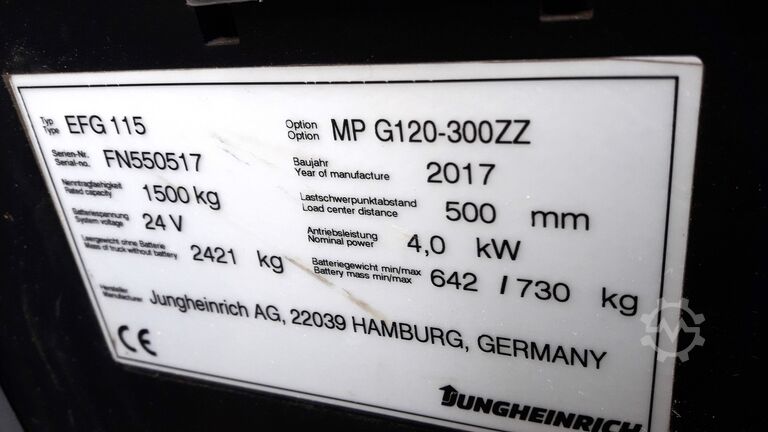 Typ
Type EFG 115
Option
Option MP G120-300ZZ
Serien-Nr.
Serial-no. FN550517
Baujahr
Year of manufacture 2017
Nenntragfaehigkeit
Rated capacity 1500 kg
Lastschwerpunktabstand
Load center distance 500 mm
Batteriespannung
System voltage 24 V
Antriebsleistung
Nominal power 4,0 kW
Leergewicht ohne Batterie
Mass of truck without battery 2421 kg
Batteriegewicht min/max
Battery mass min/max 642 / 730 kg
Hersteller
Manufacturer Jungheinrich AG, 22039 HAMBURG, GERMANY
CE
JUNGHEINRICH